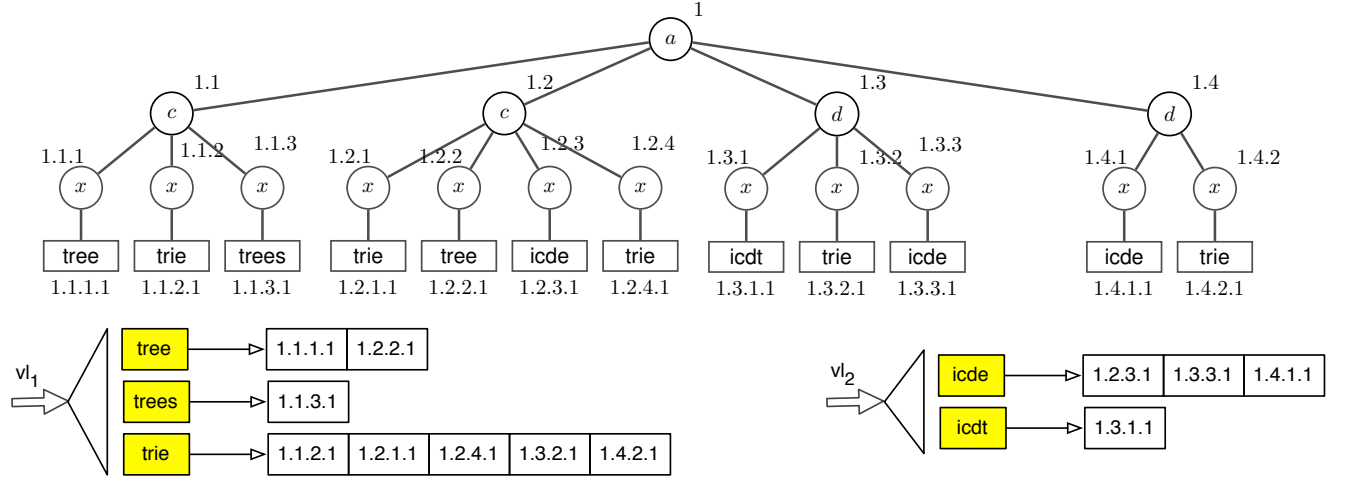 1
a
1.1 1.2 1.3 1.4
c c d d
1.1.1 1.1.2 1.1.3 1.2.1 1.2.2 1.2.3 1.2.4 1.3.1 1.3.2 1.3.3 1.4.1 1.4.2
x x x x x x x x x x x x
tree trie trees trie tree icde trie icdt trie icde icde trie
1.1.1.1 1.1.2.1 1.1.3.1 1.2.1.1 1.2.2.1 1.2.3.1 1.2.4.1 1.3.1.1 1.3.2.1 1.3.3.1 1.4.1.1 1.4.2.1
vl1
tree 1.1.1.1 1.2.2.1
trees 1.1.3.1
trie 1.1.2.1 1.2.1.1 1.2.4.1 1.3.2.1 1.4.2.1
vl2
icde 1.2.3.1 1.3.3.1 1.4.1.1
icdt 1.3.1.1